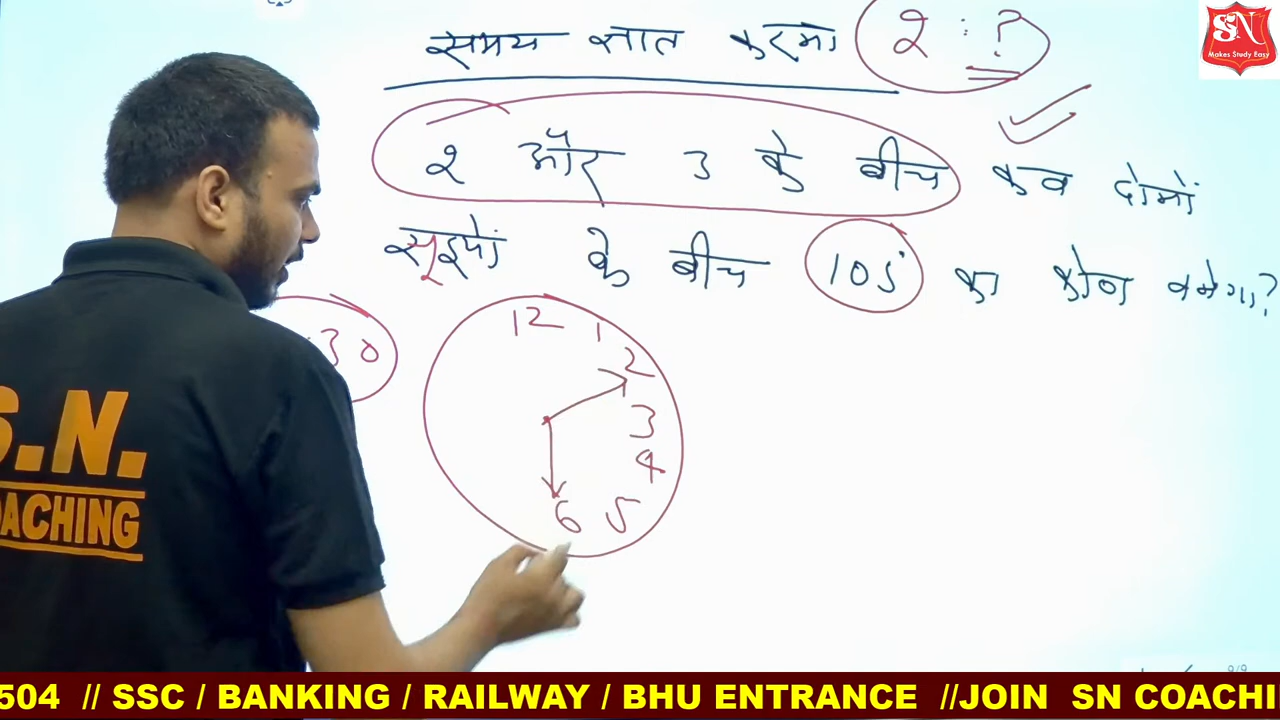 समय ज्ञात करना 2 : ?
2 और 3 के बीच कब दोनों
सूइयों के बीच 105° का कोण बनेगा?
30
12
1
2
3
4
5
6
S.N.
COACHING
SN
Makes Study Easy
504 // SSC / BANKING / RAILWAY / BHU ENTRANCE //JOIN SN COACHI